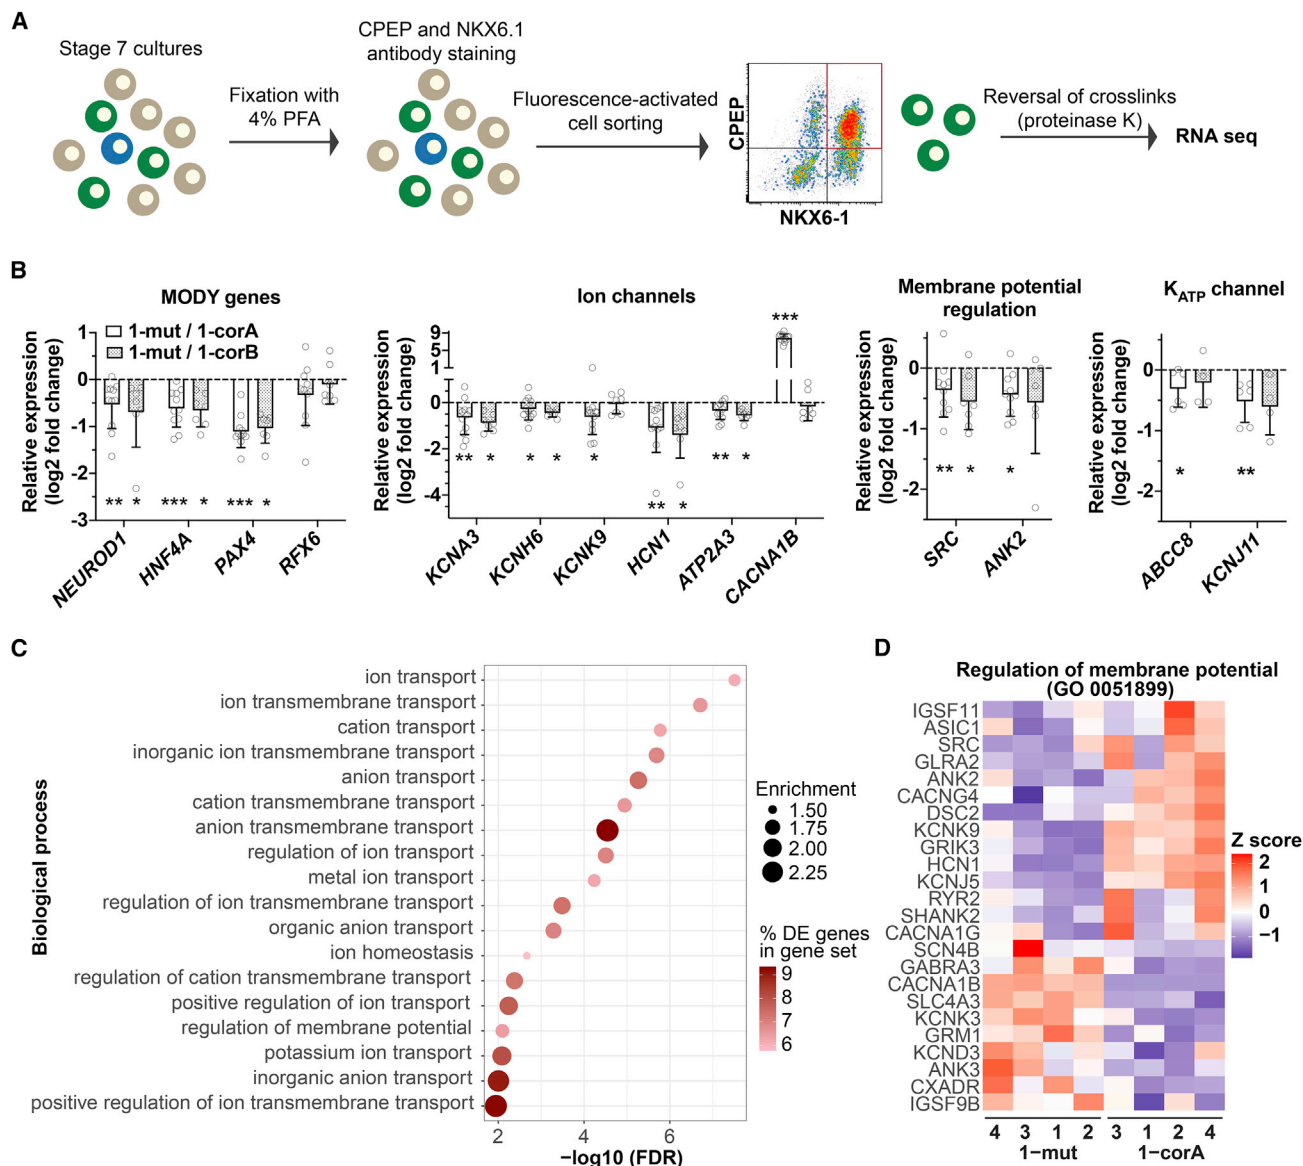 A
Stage 7 cultures
Fixation with
4% PFA
CPEP and NKX6.1
antibody staining
Fluorescence-activated
cell sorting
CPEP
NKX6-1
Reversal of crosslinks
(proteinase K)
RNA seq
B
MODY genes
1-mut / 1-corA
1-mut / 1-corB
Relative expression
(log2 fold change)
1
0
-1
-2
-3
NEUROD1
HNF4A
PAX4
RFX6
** * *** * *** *
Ion channels
Relative expression
(log2 fold change)
9
5
1
0
-2
-4
***
** * * * * ** * ** *
KCNA3
KCNH6
KCNK9
HCN1
ATP2A3
CACNA1B
Membrane potential
regulation
Relative expression
(log2 fold change)
0
-1
-2
** * *
SRC
ANK2
KATP channel
Relative expression
(log2 fold change)
0
-1
-2
* **
ABCC8
KCNJ11
C
Biological process
ion transport
ion transmembrane transport
cation transport
inorganic ion transmembrane transport
anion transport
cation transmembrane transport
anion transmembrane transport
regulation of ion transport
metal ion transport
regulation of ion transmembrane transport
organic anion transport
ion homeostasis
regulation of cation transmembrane transport
positive regulation of ion transport
regulation of membrane potential
potassium ion transport
inorganic anion transport
positive regulation of ion transmembrane transport
2 4 6
−log10 (FDR)
Enrichment
1.50
1.75
2.00
2.25
% DE genes
in gene set
9
8
7
6
D
Regulation of membrane potential
(GO 0051899)
IGSF11
ASIC1
SRC
GLRA2
ANK2
CACNG4
DSC2
KCNK9
GRIK3
HCN1
KCNJ5
RYR2
SHANK2
CACNA1G
SCN4B
GABRA3
CACNA1B
SLC4A3
KCNK3
GRM1
KCND3
ANK3
CXADR
IGSF9B
4 3 1 2 3 1 2 4
1−mut 1−corA
Z score
2
1
0
−1